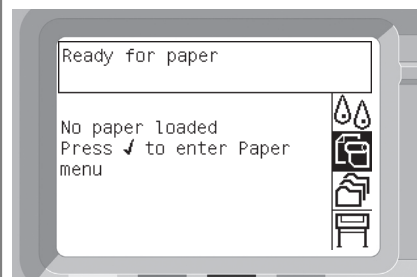 Ready for paper
No paper loaded
Press ✓ to enter Paper
menu